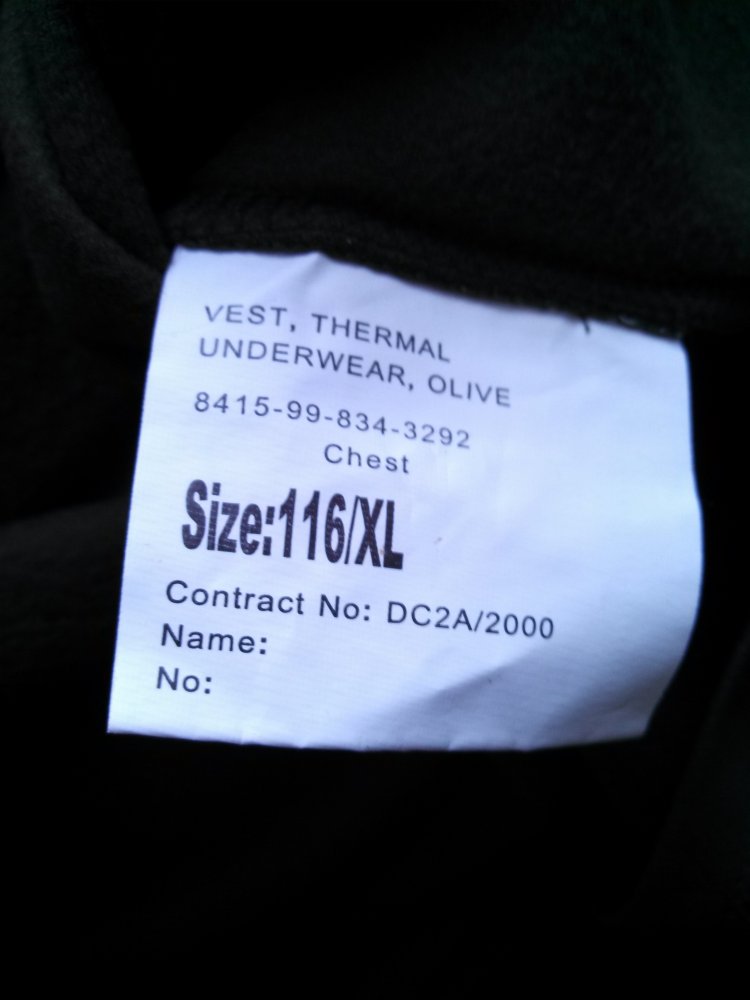 VEST, THERMAL
UNDERWEAR, OLIVE
8415-99-834-3292
Chest
Size:116/XL
Contract No: DC2A/2000
Name:
No: